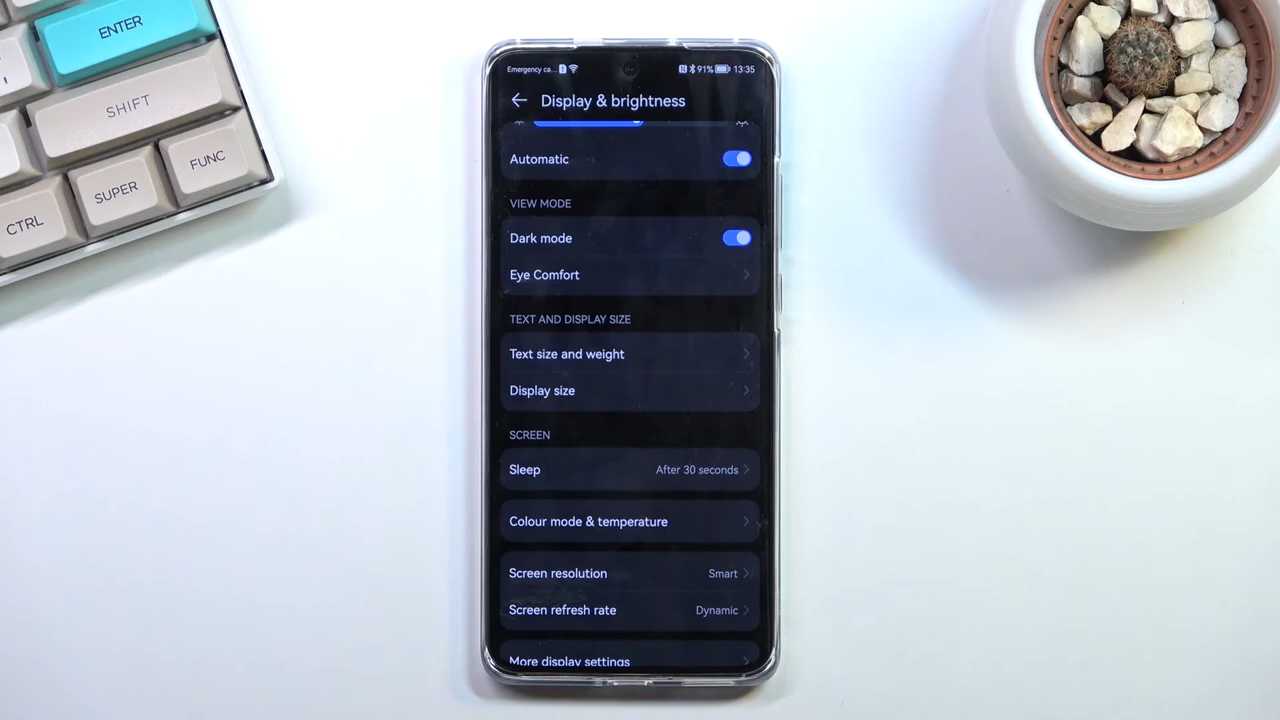 ENTER
SHIFT
FUNC
SUPER
CTRL
Emergency ca... 91% 13:35
Display & brightness
Automatic
VIEW MODE
Dark mode
Eye Comfort
TEXT AND DISPLAY SIZE
Text size and weight
Display size
SCREEN
Sleep After 30 seconds
Colour mode & temperature
Screen resolution Smart
Screen refresh rate Dynamic
More display settings